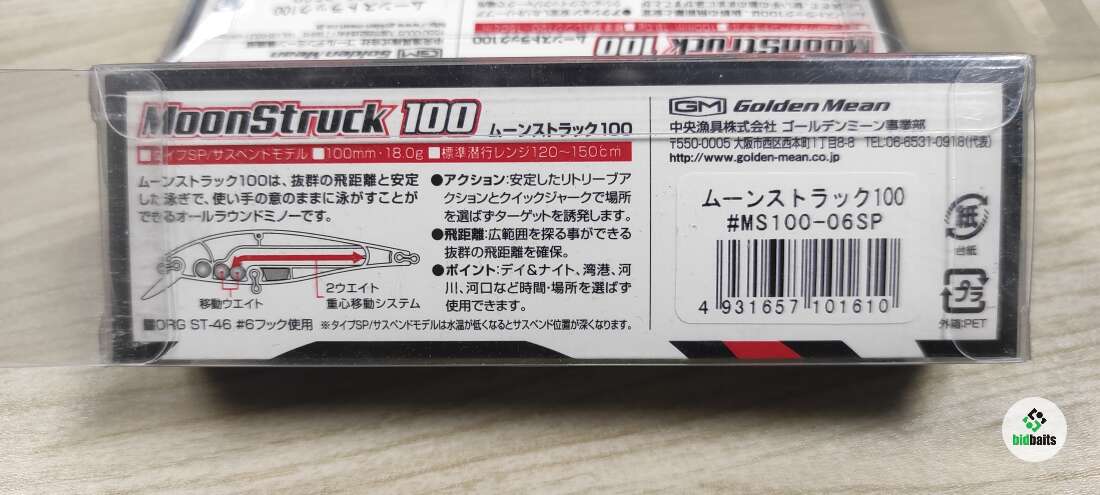 ムーンストラック100
MoonStruck 100
MoonStruck 100 ムーンストラック100
■タイプSP/サスペンドモデル ■100mm・18.0g ■標準潜行レンジ120～150cm
ムーンストラック100は、抜群の飛距離と安定
した泳ぎで、使い手の意のままに泳がすことが
できるオールラウンドミノーです。
移動ウエイト
2ウエイト
重心移動システム
●アクション:安定したリトリーブア
クションとクイックジャークで場所
を選ばずターゲットを誘発します。
●飛距離:広範囲を探る事ができる
抜群の飛距離を確保。
●ポイント:デイ&ナイト、湾港、河
川、河口など時間・場所を選ばず
使用できます。
■ORG ST-46 #6フック使用 ※タイプSP/サスペンドモデルは水温が低くなるとサスペンド位置が深くなります。
GM Golden Mean
中央漁具株式会社 ゴールデンミーン事業部
〒550-0005 大阪市西区西本町1丁目8-8 TEL:06-6531-0918(代表)
http://www.golden-mean.co.jp
ムーンストラック100
#MS100-06SP
4 931657 101610
紙
台紙
プラ
外箱:PET
bidbaits